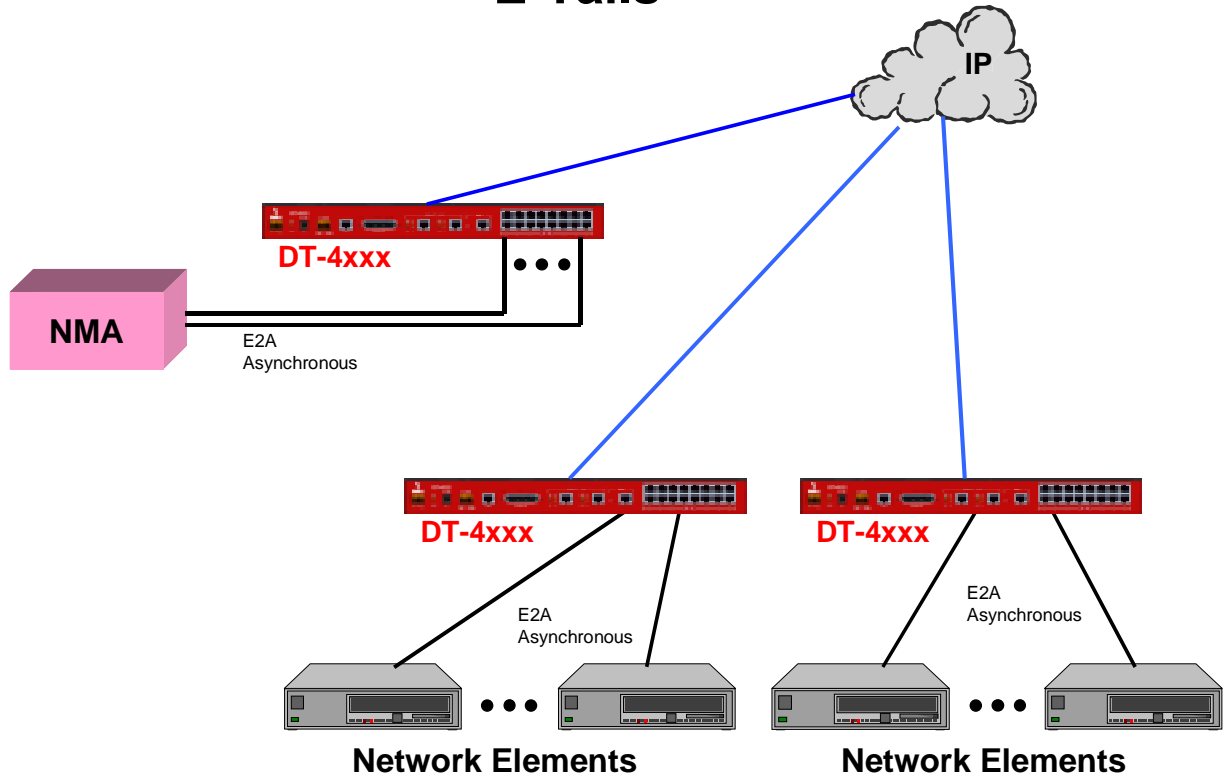 IP
DT-4xxx
NMA
E2A
Asynchronous
DT-4xxx
DT-4xxx
E2A
Asynchronous
E2A
Asynchronous
Network Elements
Network Elements